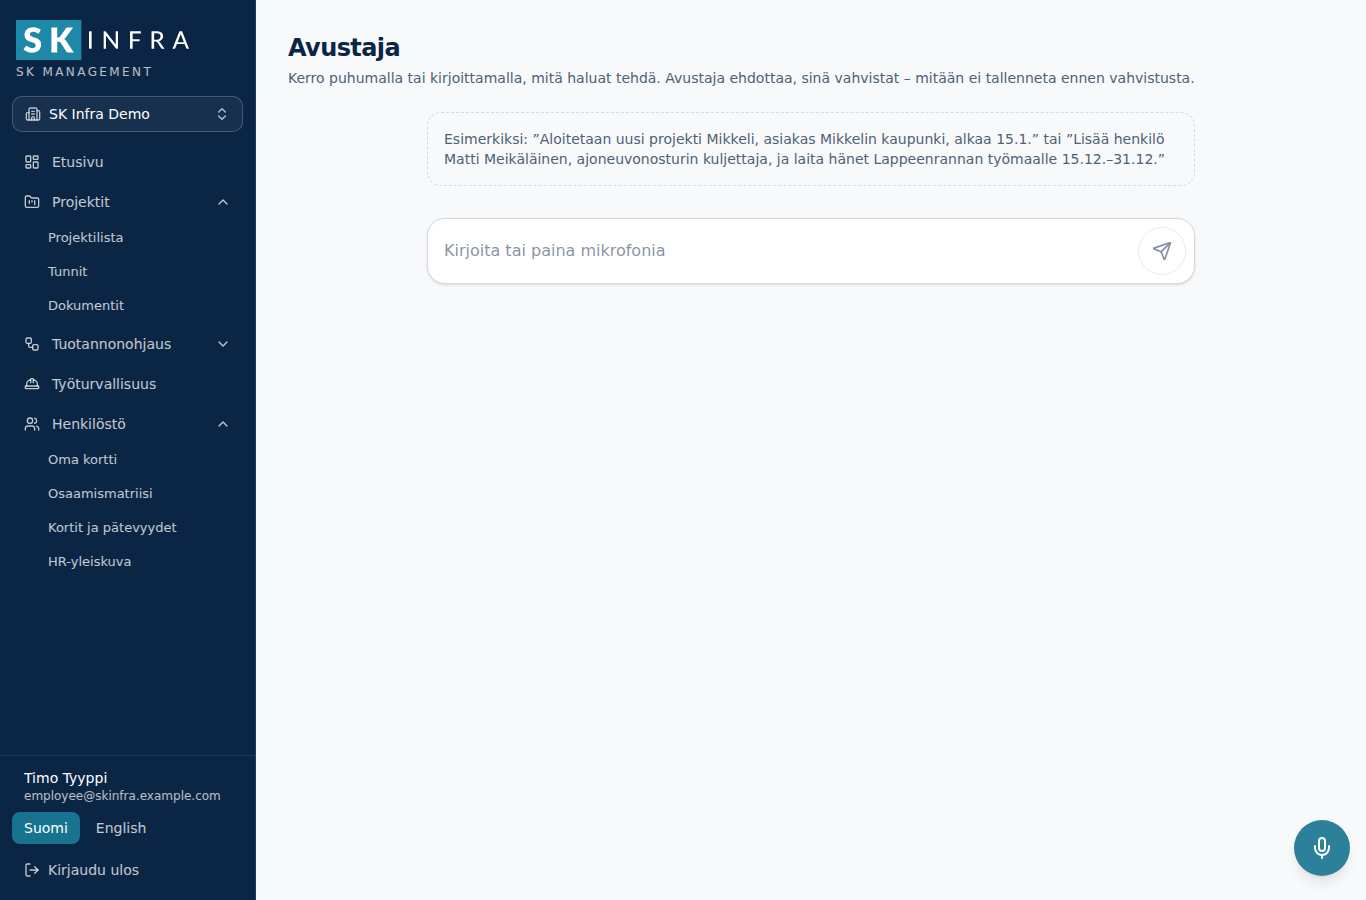 SK INFRA
SK MANAGEMENT
SK Infra Demo
Etusivu
Projektit
Projektilista
Tunnit
Dokumentit
Tuotannonohjaus
Työturvallisuus
Henkilöstö
Oma kortti
Osaamismatriisi
Kortit ja pätevyydet
HR-yleiskuva
Timo Tyyppi
employee@skinfra.example.com
Suomi English
Kirjaudu ulos
Avustaja
Kerro puhumalla tai kirjoittamalla, mitä haluat tehdä. Avustaja ehdottaa, sinä vahvistat – mitään ei tallenneta ennen vahvistusta.
Esimerkiksi: ”Aloitetaan uusi projekti Mikkeli, asiakas Mikkelin kaupunki, alkaa 15.1.” tai ”Lisää henkilö
Matti Meikäläinen, ajoneuvonosturin kuljettaja, ja laita hänet Lappeenrannan työmaalle 15.12.–31.12.”
Kirjoita tai paina mikrofonia